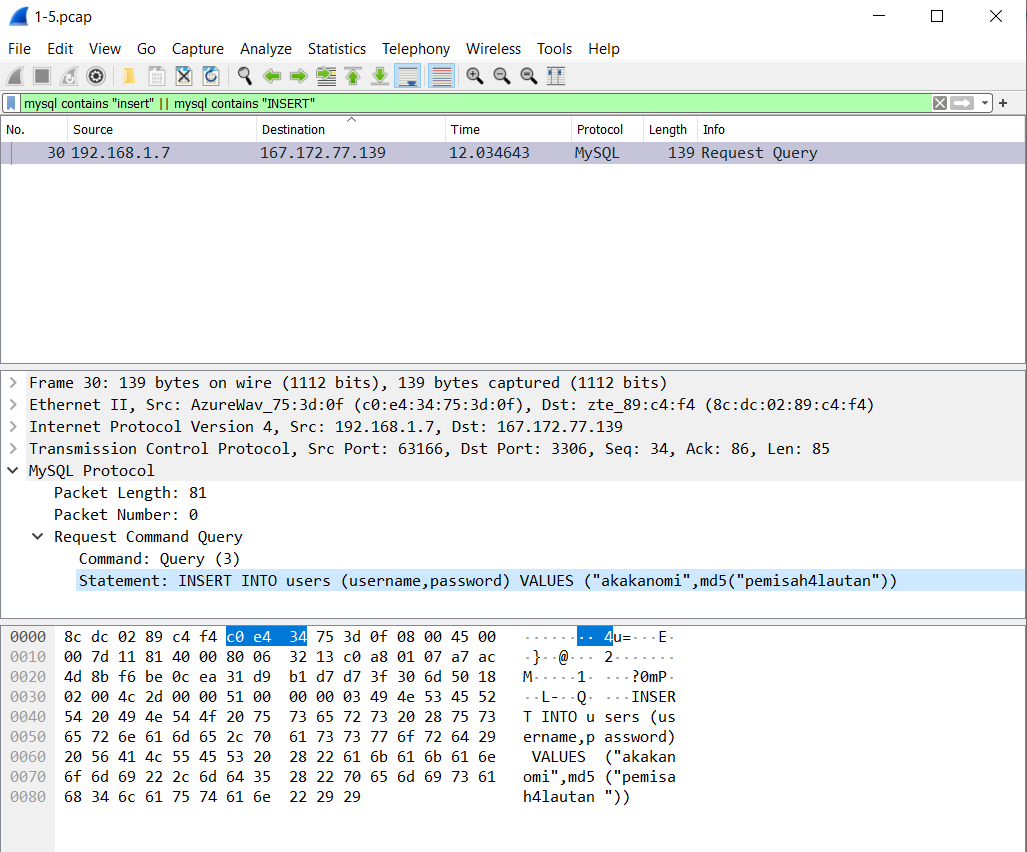 1-5.pcap
File Edit View Go Capture Analyze Statistics Telephony Wireless Tools Help
mysql contains "insert" || mysql contains "INSERT"
No. Source Destination Time Protocol Length Info
30 192.168.1.7 167.172.77.139 12.034643 MySQL 139 Request Query
Frame 30: 139 bytes on wire (1112 bits), 139 bytes captured (1112 bits)
Ethernet II, Src: AzureWav_75:3d:0f (c0:e4:34:75:3d:0f), Dst: zte_89:c4:f4 (8c:dc:02:89:c4:f4)
Internet Protocol Version 4, Src: 192.168.1.7, Dst: 167.172.77.139
Transmission Control Protocol, Src Port: 63166, Dst Port: 3306, Seq: 34, Ack: 86, Len: 85
MySQL Protocol
Packet Length: 81
Packet Number: 0
Request Command Query
Command: Query (3)
Statement: INSERT INTO users (username,password) VALUES ("akakanomi",md5("pemisah4lautan"))
0000 8c dc 02 89 c4 f4 c0 e4 34 75 3d 0f 08 00 45 00 ········4u=···E·
0010 00 7d 11 81 40 00 80 06 32 13 c0 a8 01 07 a7 ac ·}··@···2·······
0020 4d 8b f6 be 0c ea 31 d9 b1 d7 d7 3f 30 6d 50 18 M·····1· ···?0mP·
0030 02 00 4c 2d 00 00 51 00 00 00 03 49 4e 53 45 52 ··L-··Q· ···INSER
0040 54 20 49 4e 54 4f 20 75 73 65 72 73 20 28 75 73 T INTO u sers (us
0050 65 72 6e 61 6d 65 2c 70 61 73 73 77 6f 72 64 29 ername,p assword)
0060 20 56 41 4c 55 45 53 20 28 22 61 6b 61 6b 61 6e VALUES ("akakan
0070 6f 6d 69 22 2c 6d 64 35 28 22 70 65 6d 69 73 61 omi",md5 ("pemisa
0080 68 34 6c 61 75 74 61 6e 22 29 29 h4lautan "))